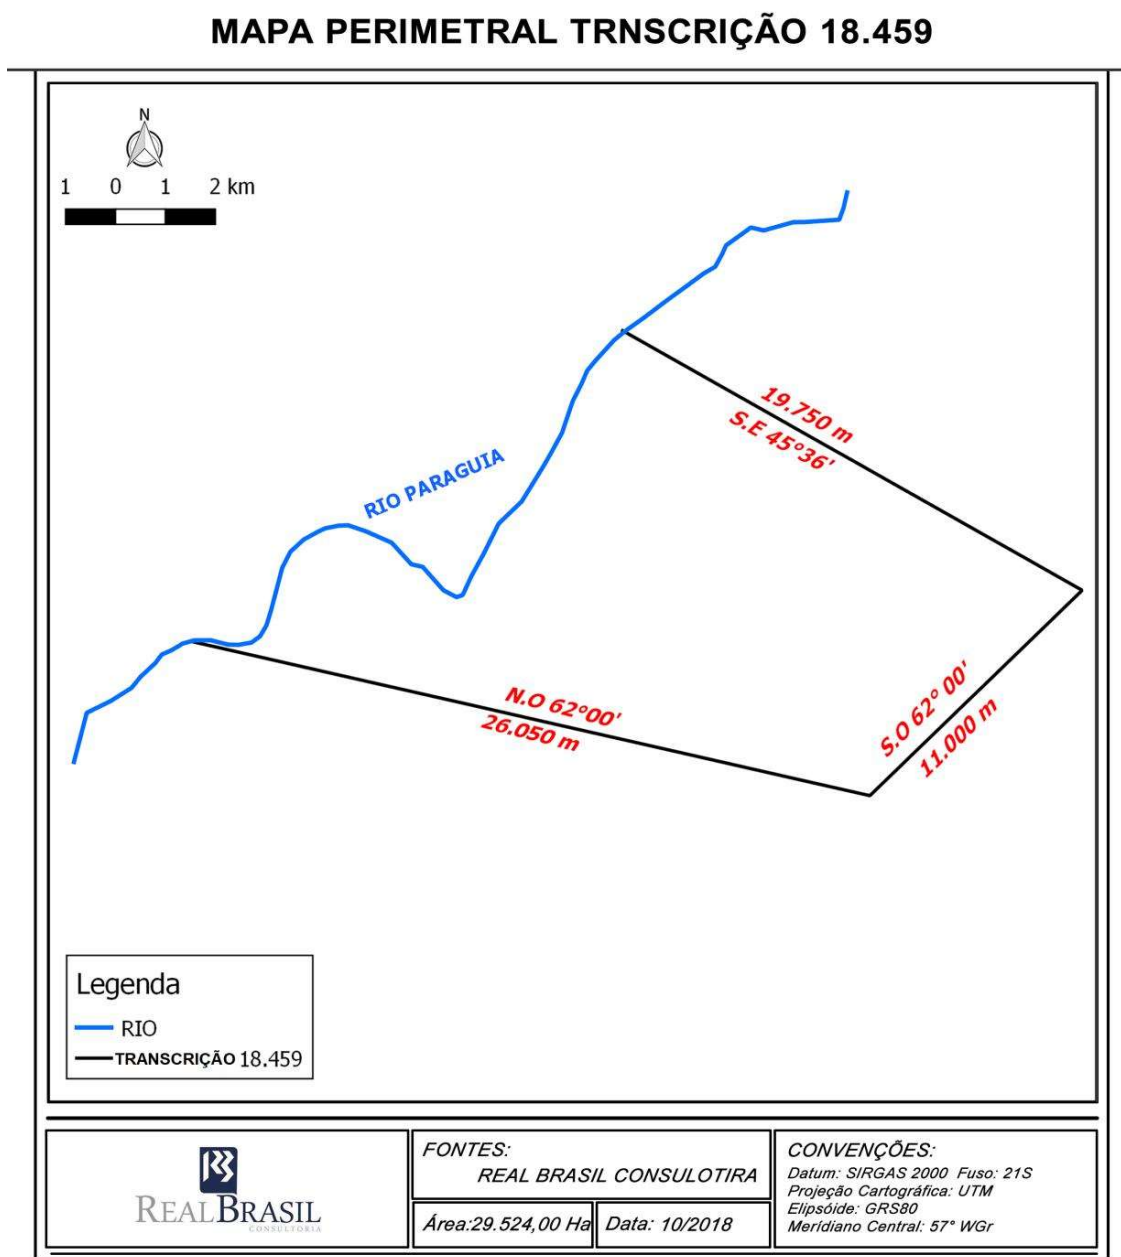 MAPA PERIMETRAL TRNSCRIÇÃO 18.459
N
1 0 1 2 km
19.750 m
S.E 45°36'
RIO PARAGUIA
N.O 62°00'
26.050 m
S.O 62° 00'
11.000 m
Legenda
RIO
TRANSCRIÇÃO 18.459
REALBRASIL
CONSULTORIA
FONTES:
REAL BRASIL CONSULOTIRA
Área:29.524,00 Ha
Data: 10/2018
CONVENÇÕES:
Datum: SIRGAS 2000 Fuso: 21S
Projeção Cartográfica: UTM
Elipsóide: GRS80
Merídiano Central: 57° WGr